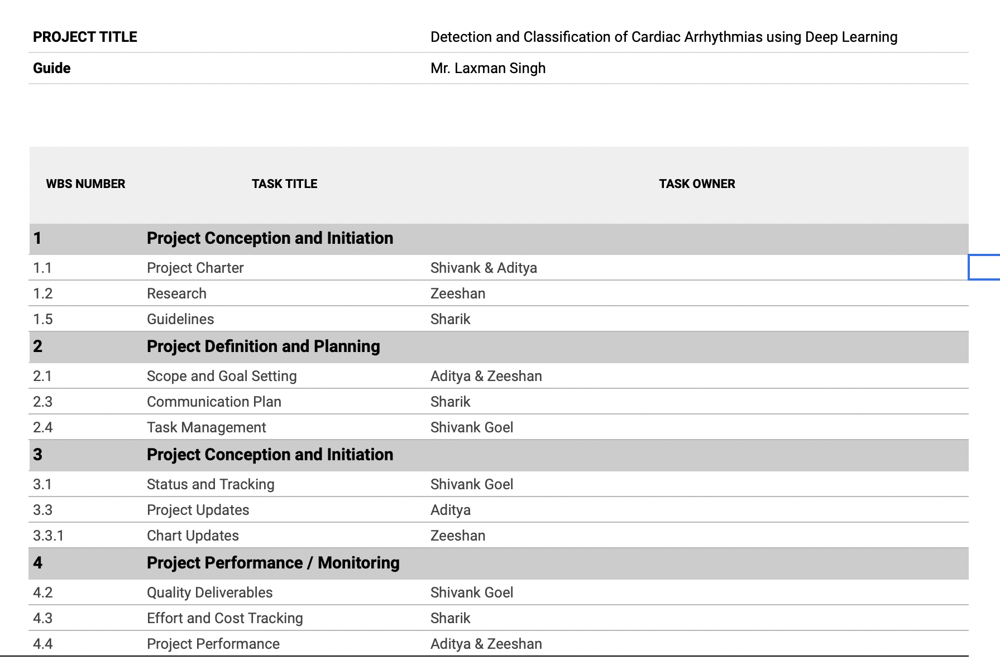 PROJECT TITLE Detection and Classification of Cardiac Arrhythmias using Deep Learning
Guide Mr. Laxman Singh
WBS NUMBER TASK TITLE TASK OWNER
1 Project Conception and Initiation
1.1 Project Charter Shivank & Aditya
1.2 Research Zeeshan
1.5 Guidelines Sharik
2 Project Definition and Planning
2.1 Scope and Goal Setting Aditya & Zeeshan
2.3 Communication Plan Sharik
2.4 Task Management Shivank Goel
3 Project Conception and Initiation
3.1 Status and Tracking Shivank Goel
3.3 Project Updates Aditya
3.3.1 Chart Updates Zeeshan
4 Project Performance / Monitoring
4.2 Quality Deliverables Shivank Goel
4.3 Effort and Cost Tracking Sharik
4.4 Project Performance Aditya & Zeeshan